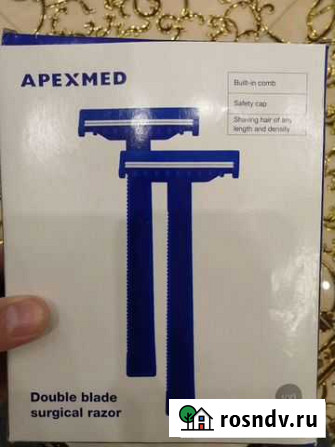 APEXMED
Built-in comb
Safety cap
Shaving hair of any
length and density
Double blade
surgical razor
100
rosndv.ru